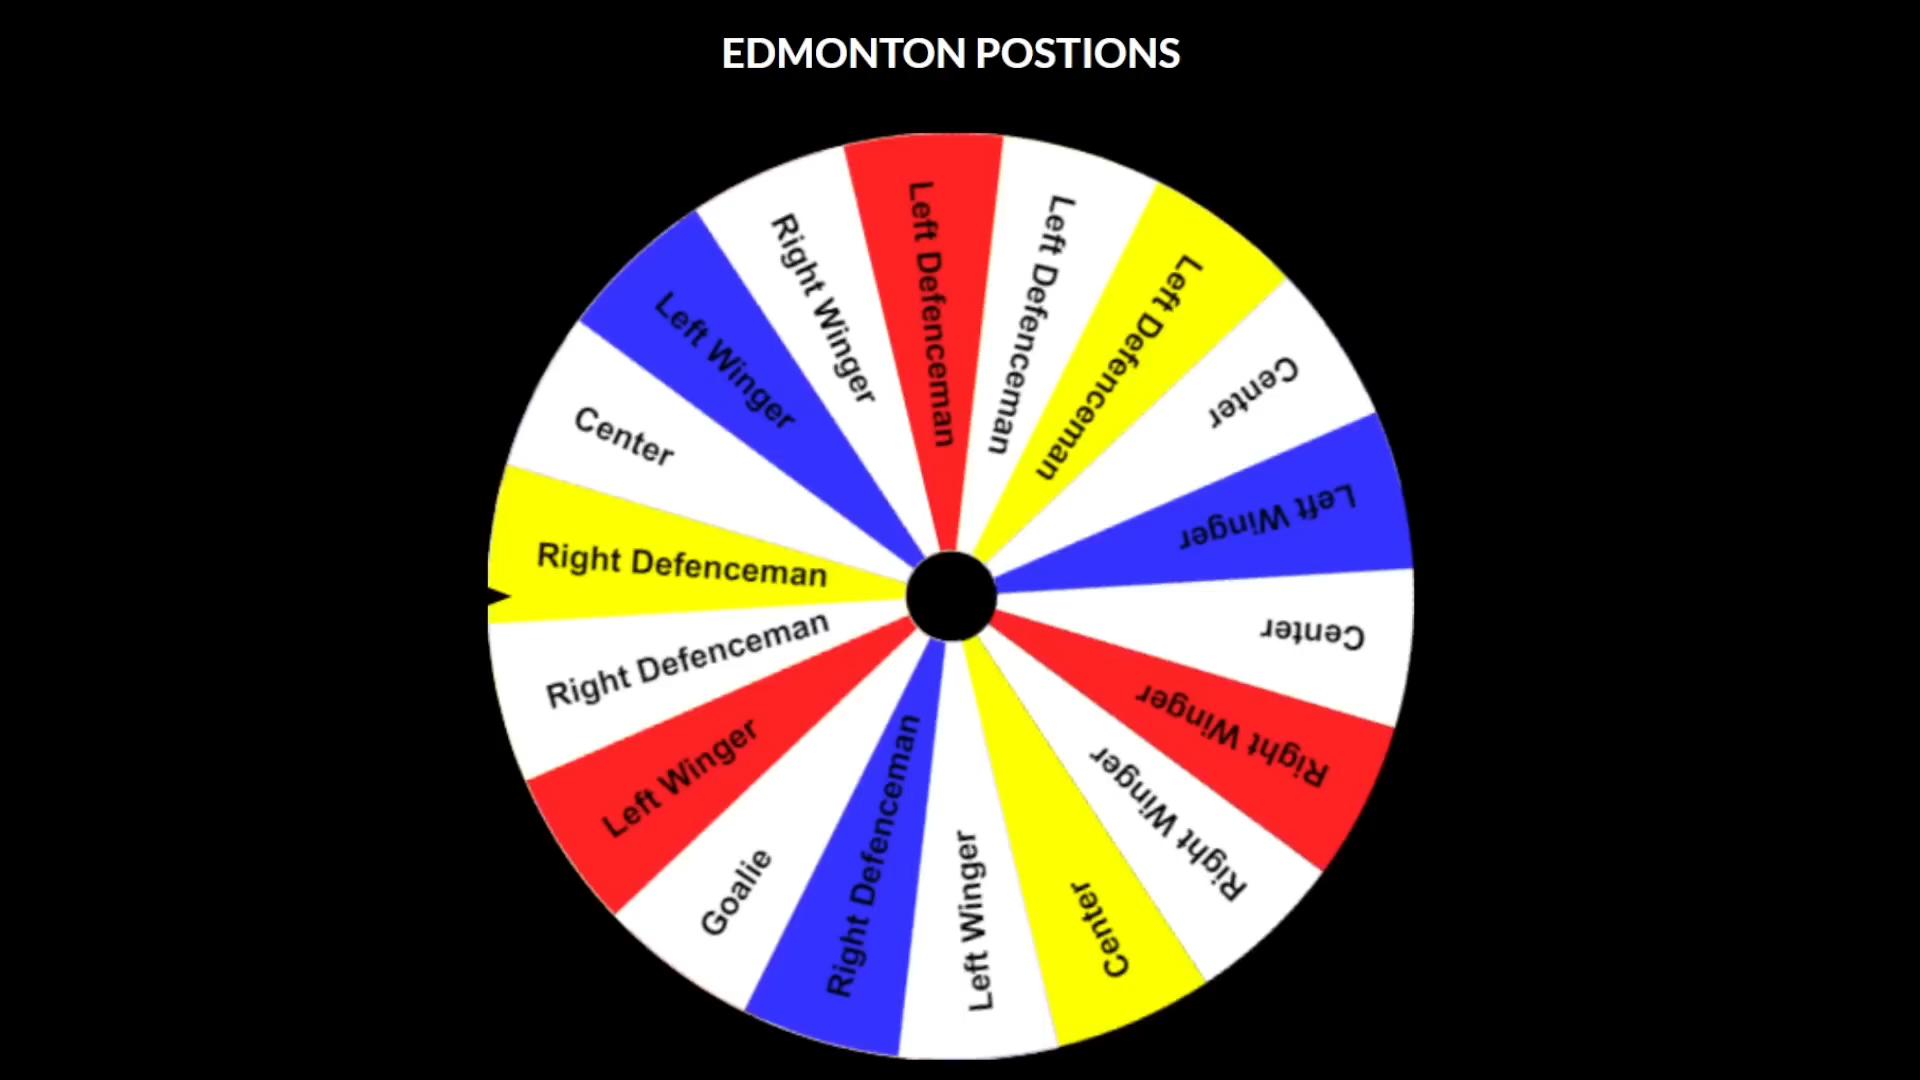 EDMONTON POSTIONS
Left Defenceman
Left Defenceman
Left Defenceman
Center
Left Winger
Center
Right Winger
Right Winger
Center
Left Winger
Right Defenceman
Goalie
Left Winger
Right Defenceman
Right Defenceman
Center
Left Winger
Right Winger